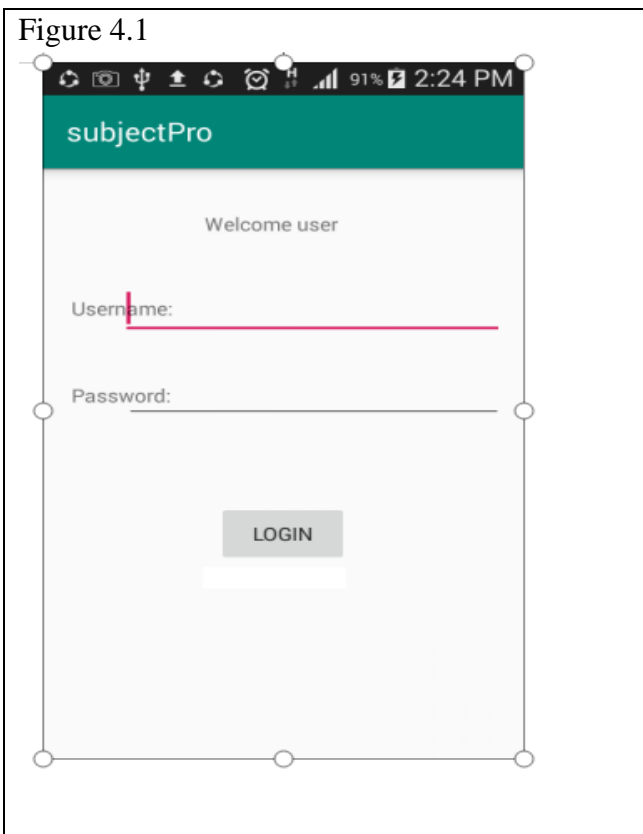 Figure 4.1
H 91% 2:24 PM
subjectPro
Welcome user
Username:
Password:
LOGIN